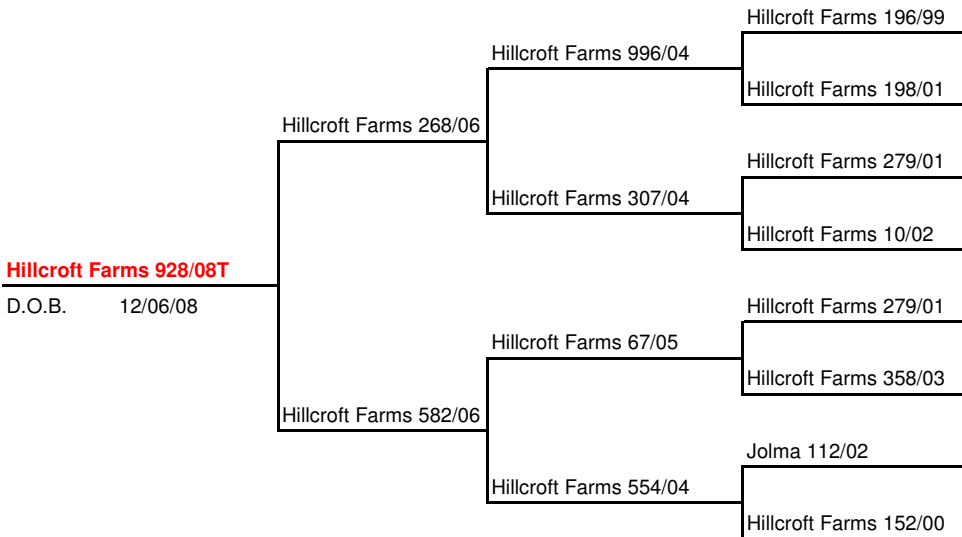 Hillcroft Farms 196/99
Hillcroft Farms 996/04
Hillcroft Farms 198/01
Hillcroft Farms 268/06
Hillcroft Farms 279/01
Hillcroft Farms 307/04
Hillcroft Farms 10/02
Hillcroft Farms 928/08T
D.O.B. 12/06/08
Hillcroft Farms 279/01
Hillcroft Farms 67/05
Hillcroft Farms 358/03
Hillcroft Farms 582/06
Jolma 112/02
Hillcroft Farms 554/04
Hillcroft Farms 152/00